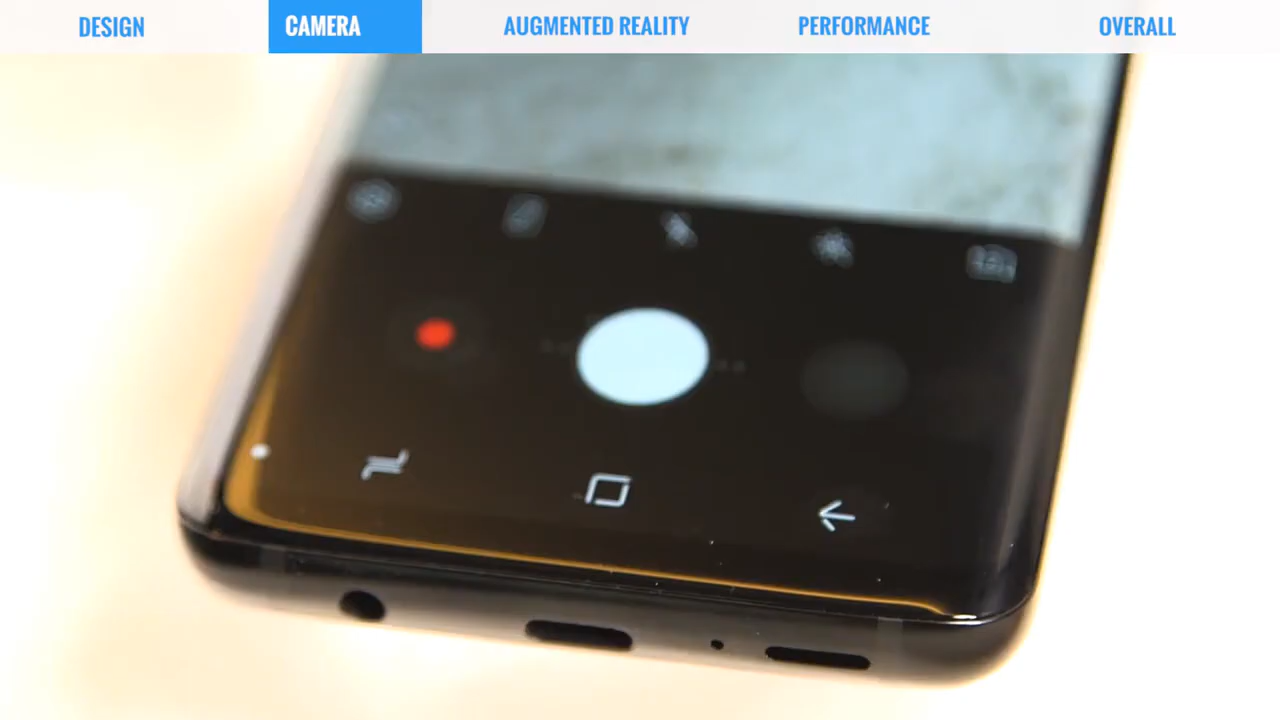 DESIGN
CAMERA
AUGMENTED REALITY
PERFORMANCE
OVERALL